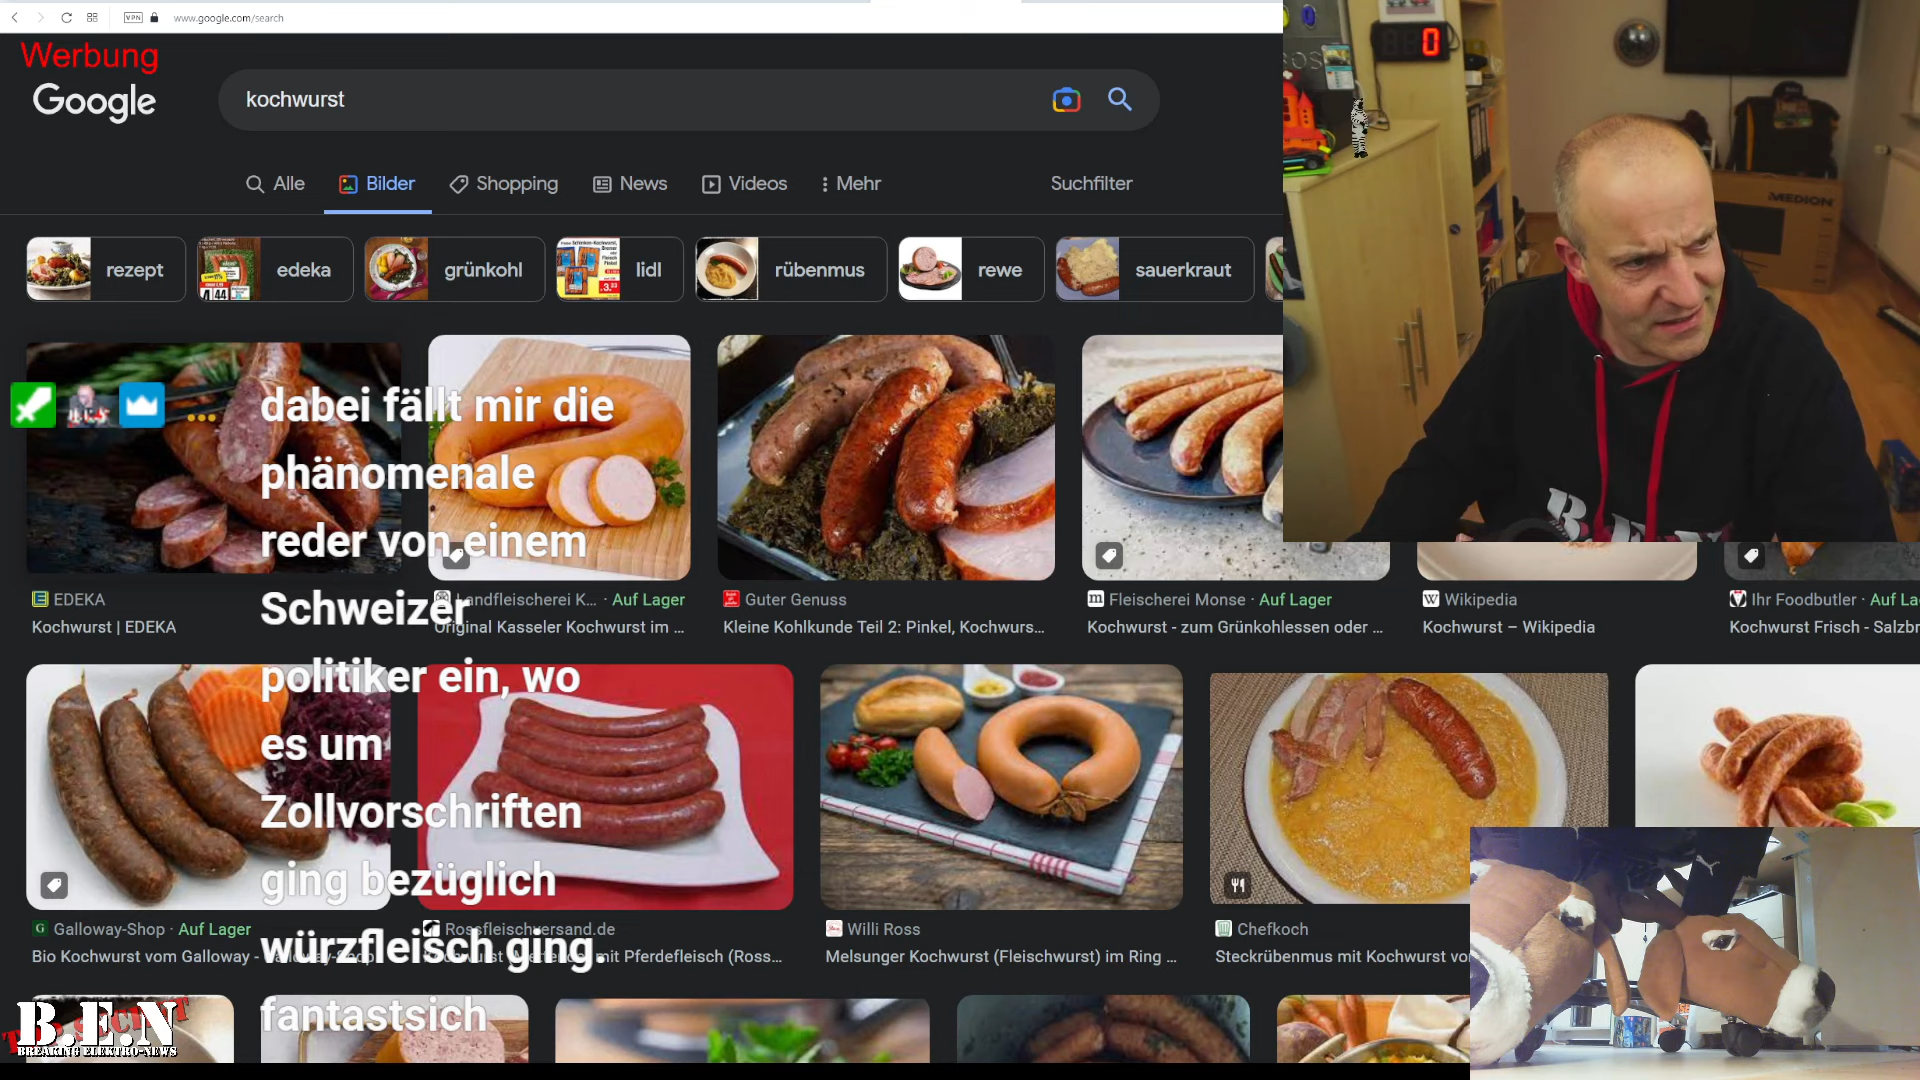 VPN www.google.com/search
Werbung
Google
kochwurst
Alle Bilder Shopping News Videos Mehr Suchfilter
rezept edeka grünkohl lidl rübenmus rewe sauerkraut
dabei fällt mir die
phänomenale
reder von einem
Schweizer
politiker ein, wo
es um
Zollvorschriften
ging bezüglich
würzfleisch ging.
fantastsich
EDEKA
Kochwurst | EDEKA
Landfleischerei K... · Auf Lager
Original Kasseler Kochwurst im ...
Guter Genuss
Kleine Kohlkunde Teil 2: Pinkel, Kochwurs...
Fleischerei Monse · Auf Lager
Kochwurst - zum Grünkohlessen oder ...
Wikipedia
Kochwurst – Wikipedia
Ihr Foodbutler · Auf La
Kochwurst Frisch - Salzbr
Galloway-Shop · Auf Lager
Bio Kochwurst vom Galloway - Galloway-Shop
Rossfleischversand.de
mit Pferdefleisch (Ross...
Willi Ross
Melsunger Kochwurst (Fleischwurst) im Ring ...
Chefkoch
Steckrübenmus mit Kochwurst vo
MEDION
0
B.E.N
BREAKING ELEKTRO-NEWS